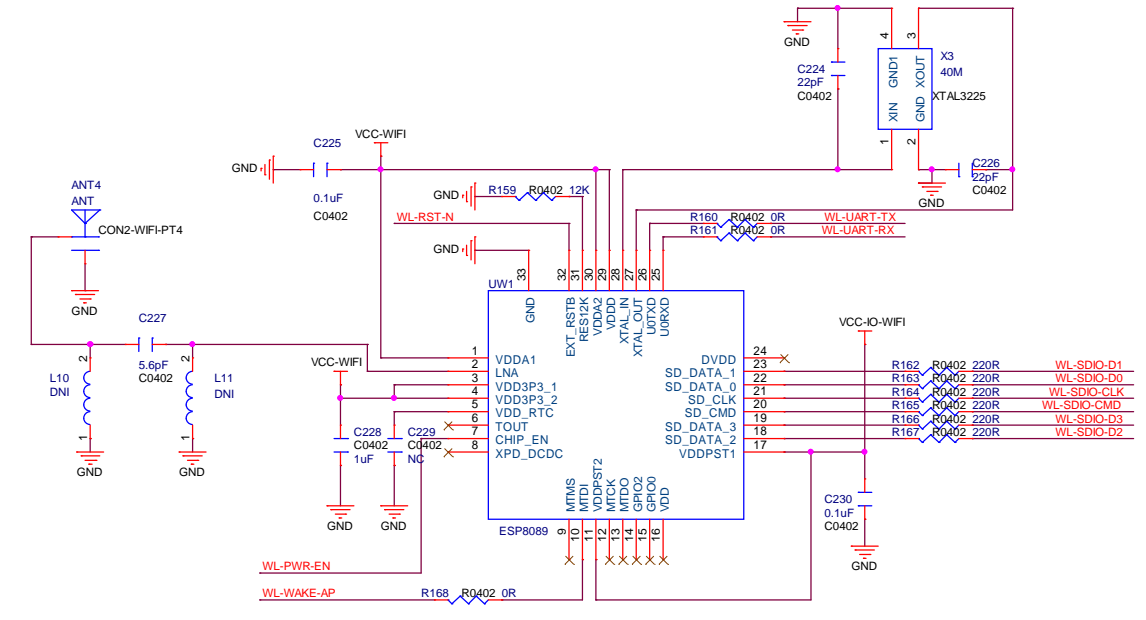 GND
C224
22pF
C0402
4
3
GND1
XOUT
XIN
GND
1
2
X3
40M
XTAL3225
C226
22pF
C0402
GND
C225
0.1uF
C0402
GND
VCC-WIFI
ANT4
ANT
CON2-WIFI-PT4
GND
GND
R159 R0402 12K
WL-RST-N
GND
R160 R0402 0R WL-UART-TX
R161 R0402 0R WL-UART-RX
UW1
33
32
31
30
29
28
27
26
25
GND
EXT_RSTB
RES12K
VDDA2
VDDD
XTAL_IN
XTAL_OUT
U0TXD
U0RXD
C227
5.6pF
C0402
2
L10
DNI
1
GND
2
L11
DNI
1
GND
VCC-WIFI
C228
C0402
1uF
GND
C229
C0402
NC
GND
1 VDDA1
2 LNA
3 VDD3P3_1
4 VDD3P3_2
5 VDD_RTC
6 TOUT
7 CHIP_EN
8 XPD_DCDC
DVDD 24
SD_DATA_1 23
SD_DATA_0 22
SD_CLK 21
SD_CMD 20
SD_DATA_3 19
SD_DATA_2 18
VDDPST1 17
VCC-IO-WIFI
R162 R0402 220R WL-SDIO-D1
R163 R0402 220R WL-SDIO-D0
R164 R0402 220R WL-SDIO-CLK
R165 R0402 220R WL-SDIO-CMD
R166 R0402 220R WL-SDIO-D3
R167 R0402 220R WL-SDIO-D2
C230
0.1uF
C0402
GND
MTMS
MTDI
VDDPST2
MTCK
MTDO
GPIO2
GPIO0
VDD
9
10
11
12
13
14
15
16
ESP8089
WL-PWR-EN
WL-WAKE-AP
R168 R0402 0R